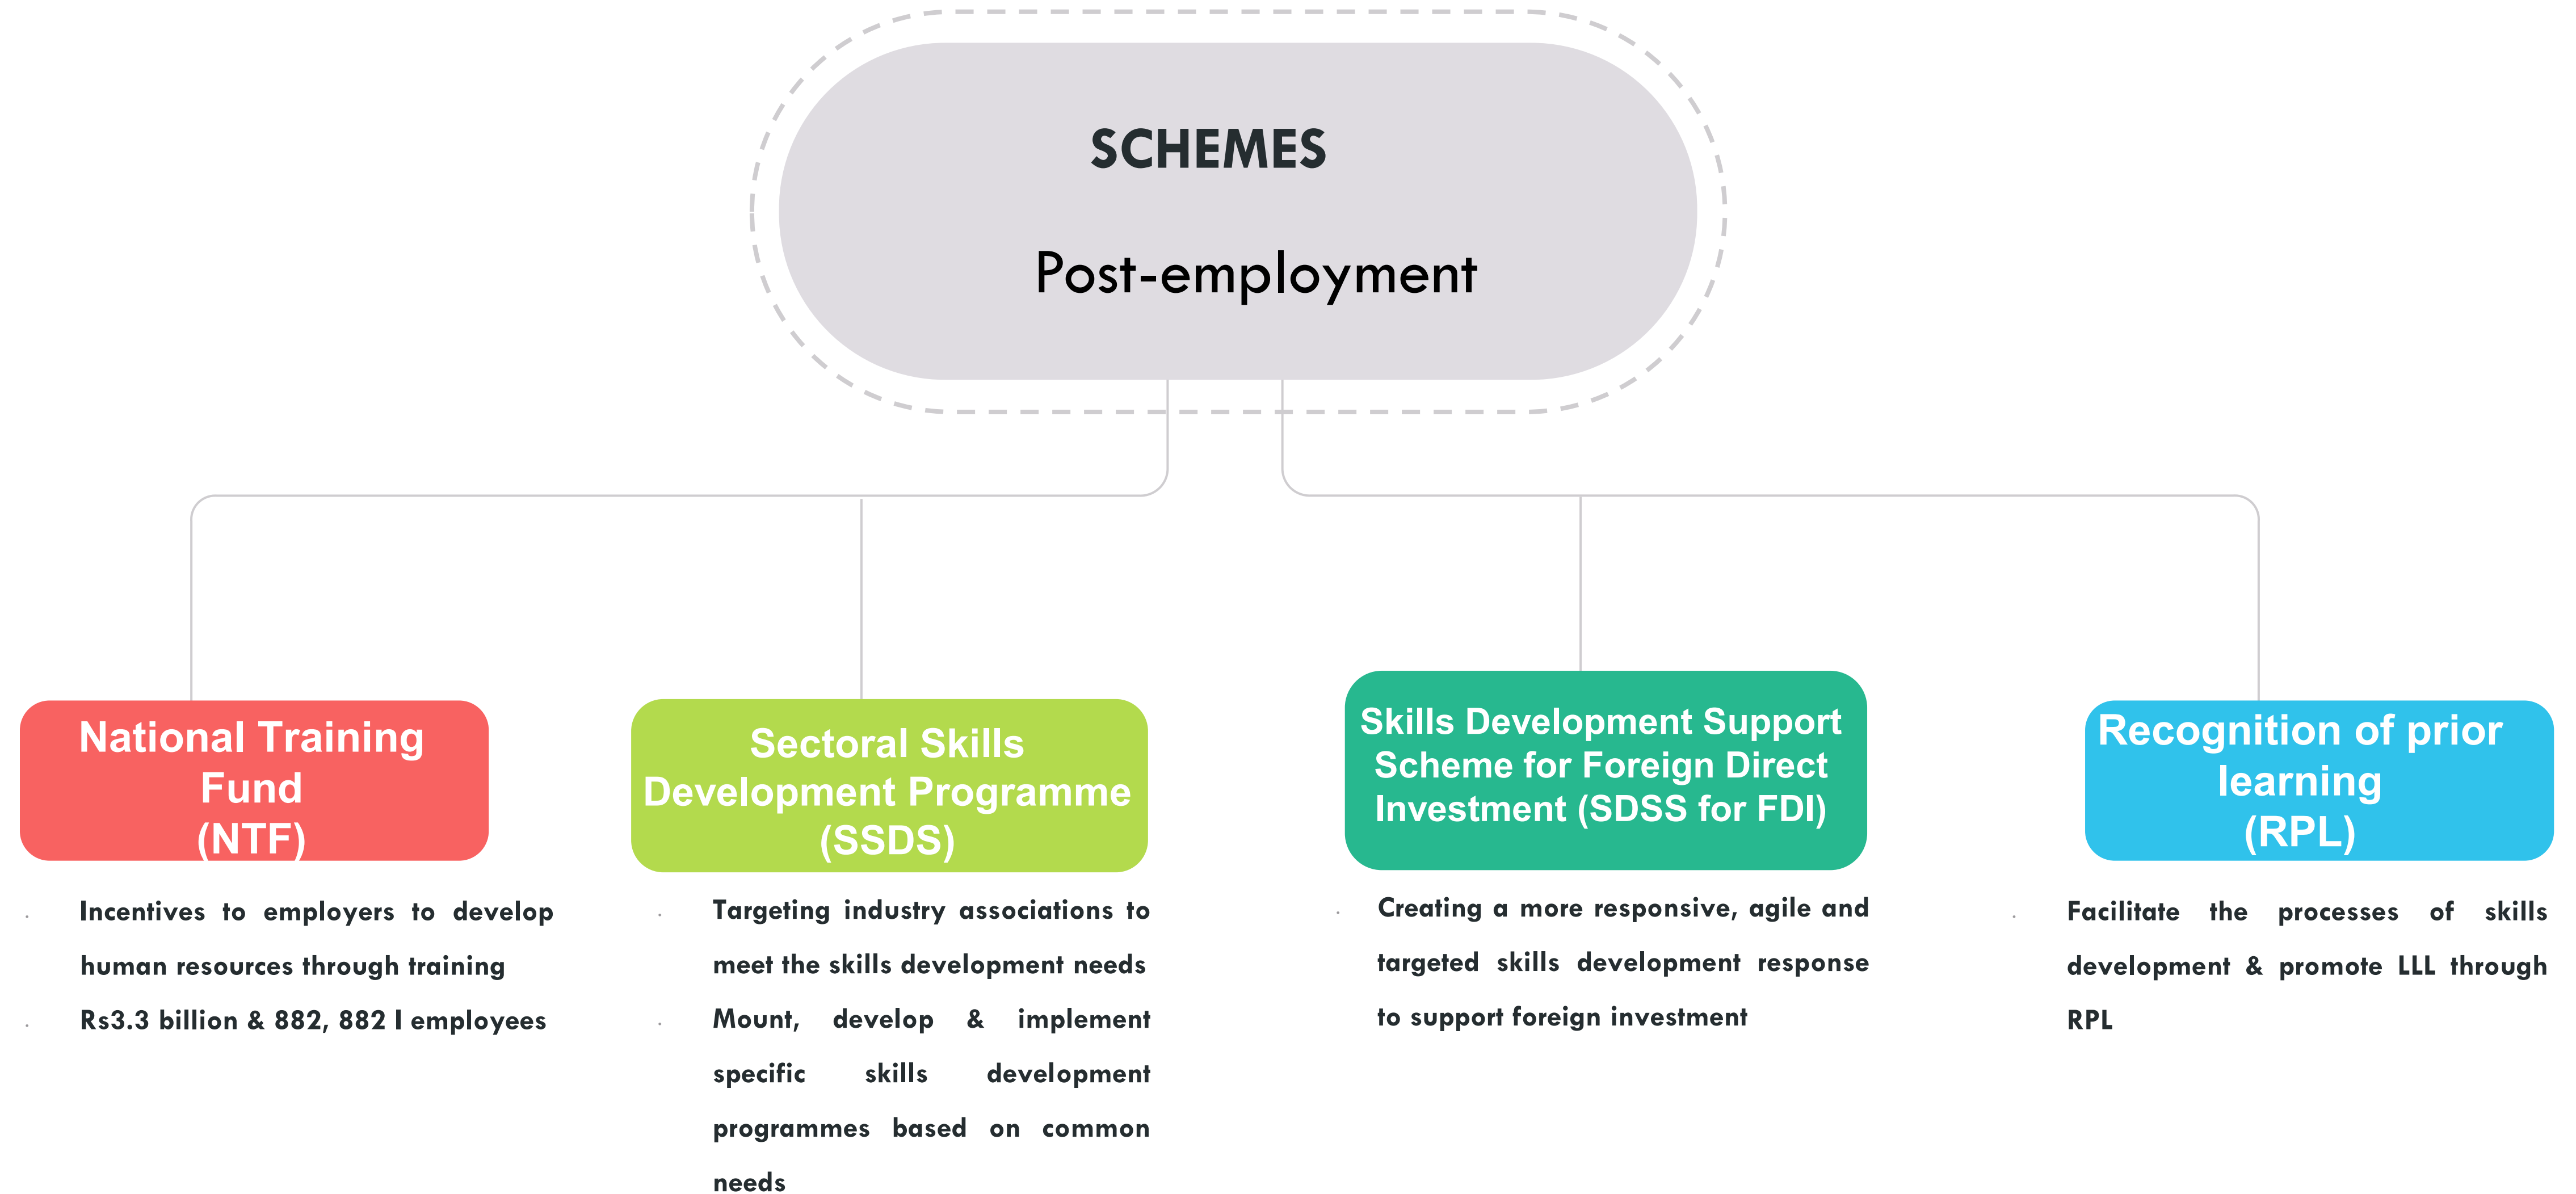 SCHEMES
Post-employment
National Training
Fund
(NTF)
Incentives to employers to develop
human resources through training
Rs3.3 billion & 882, 882 l employees
Sectoral Skills
Development Programme
(SSDS)
Targeting industry associations to
meet the skills development needs
Mount, develop & implement
specific skills development
programmes based on common
needs
Skills Development Support
Scheme for Foreign Direct
Investment (SDSS for FDI)
Creating a more responsive, agile and
targeted skills development response
to support foreign investment
Recognition of prior
learning
(RPL)
Facilitate the processes of skills
development & promote LLL through
RPL